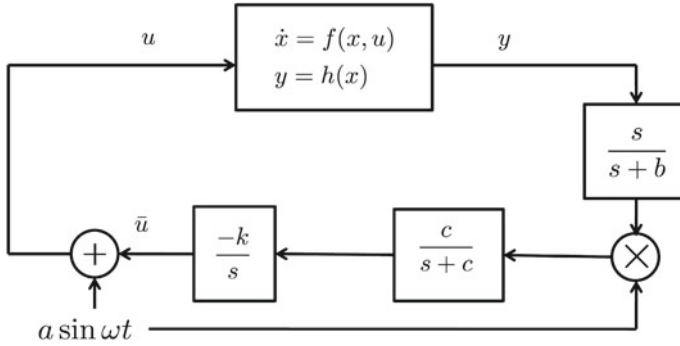 u
ẋ = f(x, u)
y = h(x)
y
s
s + b
ū
+
-k
s
c
s + c
×
a sin ωt